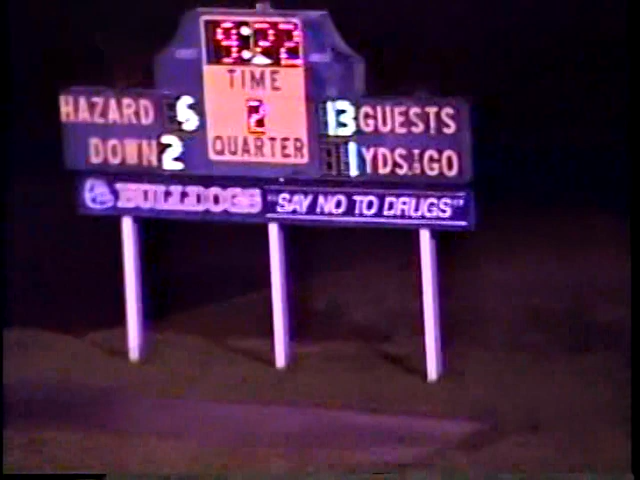 9:22
TIME
HAZARD 6 2 13 GUESTS
DOWN 2 QUARTER 1 YDS TO GO
BULLDOGS "SAY NO TO DRUGS"